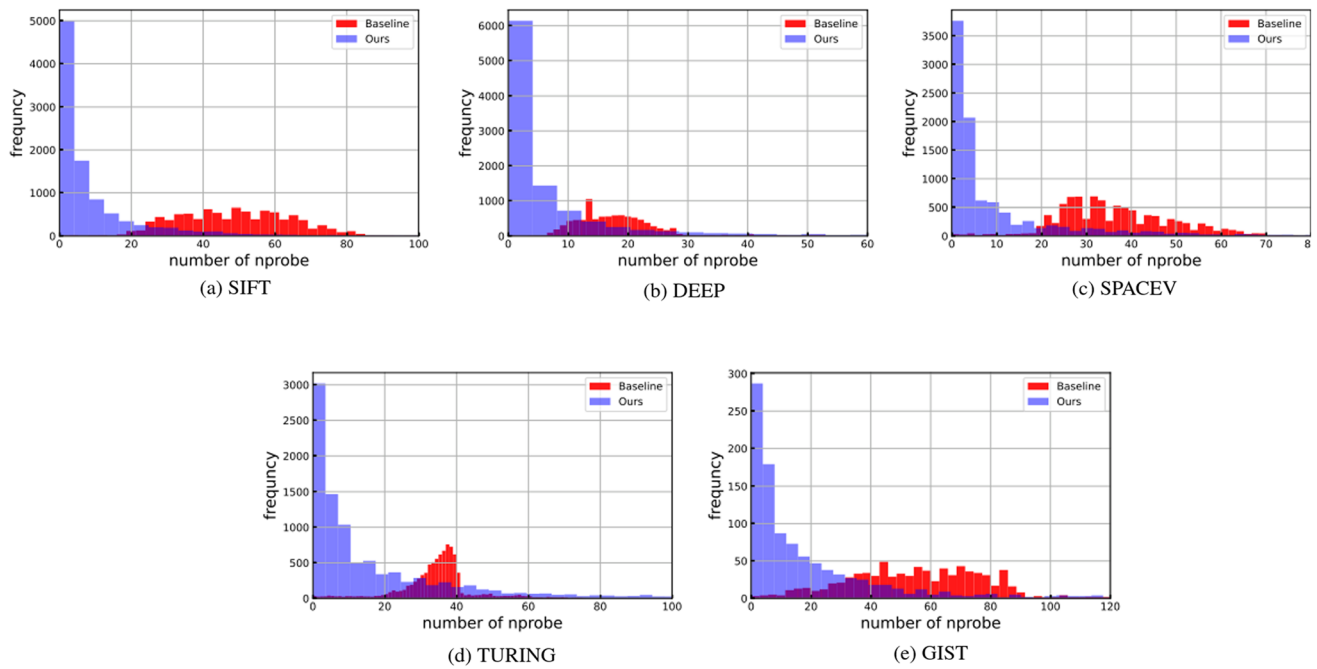 5000
4000
3000
2000
1000
0
0 20 40 60 80 100
frequncy
number of nprobe
Baseline
Ours
(a) SIFT
6000
5000
4000
3000
2000
1000
0
0 10 20 30 40 50 60
frequncy
number of nprobe
Baseline
Ours
(b) DEEP
3500
3000
2500
2000
1500
1000
500
0
0 10 20 30 40 50 60 70 80
frequncy
number of nprobe
Baseline
Ours
(c) SPACEV
3000
2500
2000
1500
1000
500
0
0 20 40 60 80 100
frequncy
number of nprobe
Baseline
Ours
(d) TURING
300
250
200
150
100
50
0
0 20 40 60 80 100 120
frequncy
number of nprobe
Baseline
Ours
(e) GIST